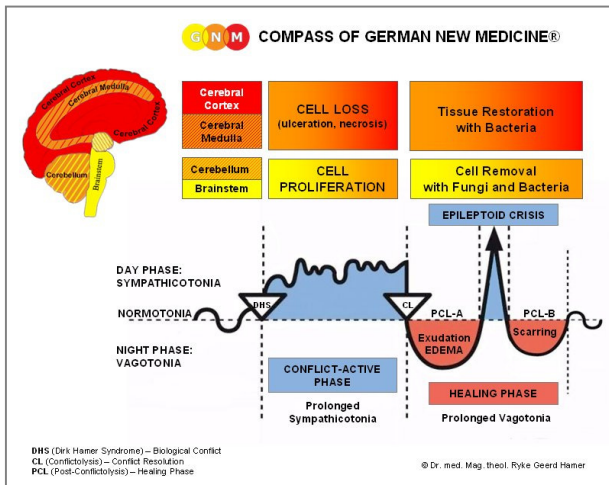 GNM COMPASS OF GERMAN NEW MEDICINE®
Cerebral Cortex
Cerebral Medulla
Cerebral Cortex
Cerebellum
Brainstem
Cerebral
Cortex
Cerebral
Medulla
CELL LOSS
(ulceration, necrosis)
Tissue Restoration
with Bacteria
Cerebellum
Brainstem
CELL
PROLIFERATION
Cell Removal
with Fungi and Bacteria
EPILEPTOID CRISIS
DAY PHASE:
SYMPATHICOTONIA
NORMOTONIA
NIGHT PHASE:
VAGOTONIA
DHS
CL
PCL-A
PCL-B
Exudation
EDEMA
Scarring
CONFLICT-ACTIVE
PHASE
Prolonged
Sympathicotonia
HEALING PHASE
Prolonged Vagotonia
DHS (Dirk Hamer Syndrome) – Biological Conflict
CL (Conflictolysis) – Conflict Resolution
PCL (Post-Conflictolysis) – Healing Phase
© Dr. med. Mag. theol. Ryke Geerd Hamer